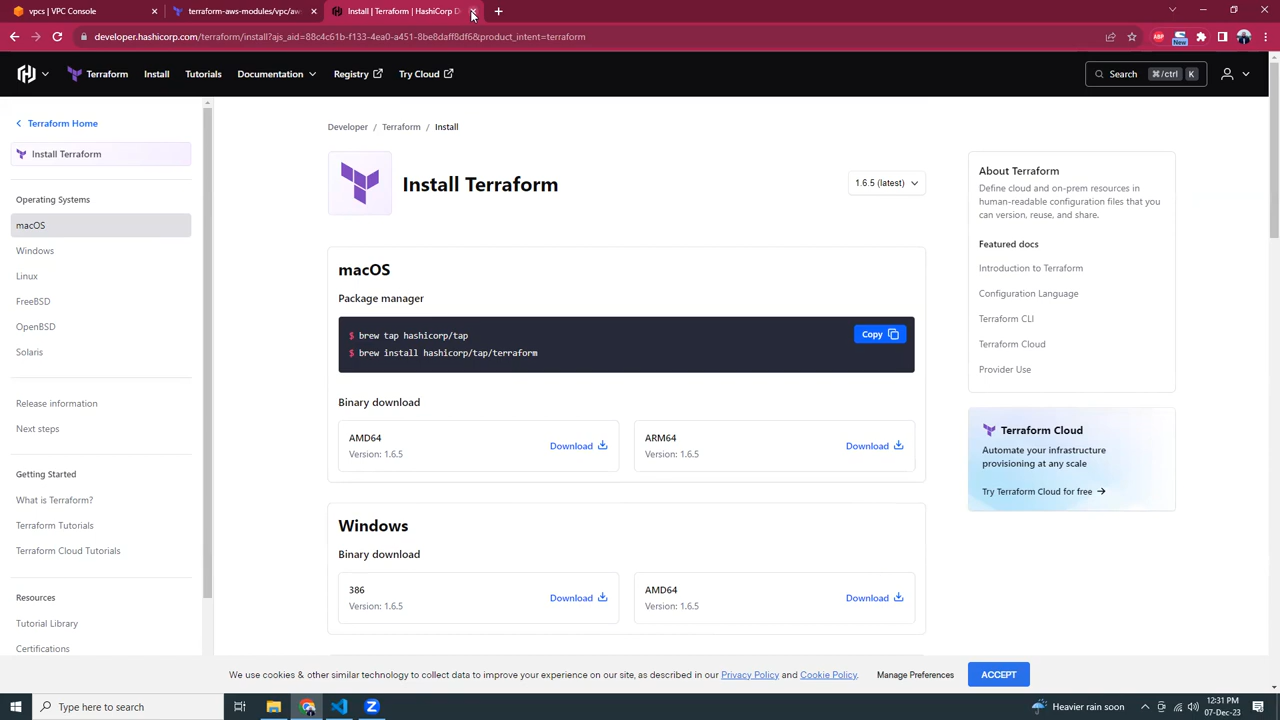 vpcs | VPC Console
terraform-aws-modules/vpc/aw
Install Terraform | HashiCorp D
developer.hashicorp.com/terraform/install?ajs_aid=88c4c61b-f133-4ea0-a451-8be8daff8df6&product_intent=terraform
ABP
New
Terraform
Install
Tutorials
Documentation
Registry
Try Cloud
Search
⌘/ctrl
K
Terraform Home
Install Terraform
Operating Systems
macOS
Windows
Linux
FreeBSD
OpenBSD
Solaris
Release information
Next steps
Getting Started
What is Terraform?
Terraform Tutorials
Terraform Cloud Tutorials
Resources
Tutorial Library
Certifications
Developer / Terraform / Install
Install Terraform
1.6.5 (latest)
macOS
Package manager
$ brew tap hashicorp/tap
$ brew install hashicorp/tap/terraform
Copy
Binary download
AMD64
Version: 1.6.5
Download
ARM64
Version: 1.6.5
Download
Windows
Binary download
386
Version: 1.6.5
Download
AMD64
Version: 1.6.5
Download
About Terraform
Define cloud and on-prem resources in
human-readable configuration files that you
can version, reuse, and share.
Featured docs
Introduction to Terraform
Configuration Language
Terraform CLI
Terraform Cloud
Provider Use
Terraform Cloud
Automate your infrastructure
provisioning at any scale
Try Terraform Cloud for free
We use cookies & other similar technology to collect data to improve your experience on our site, as described in our Privacy Policy and Cookie Policy.
Manage Preferences
ACCEPT
Type here to search
Heavier rain soon
12:31 PM
07-Dec-23